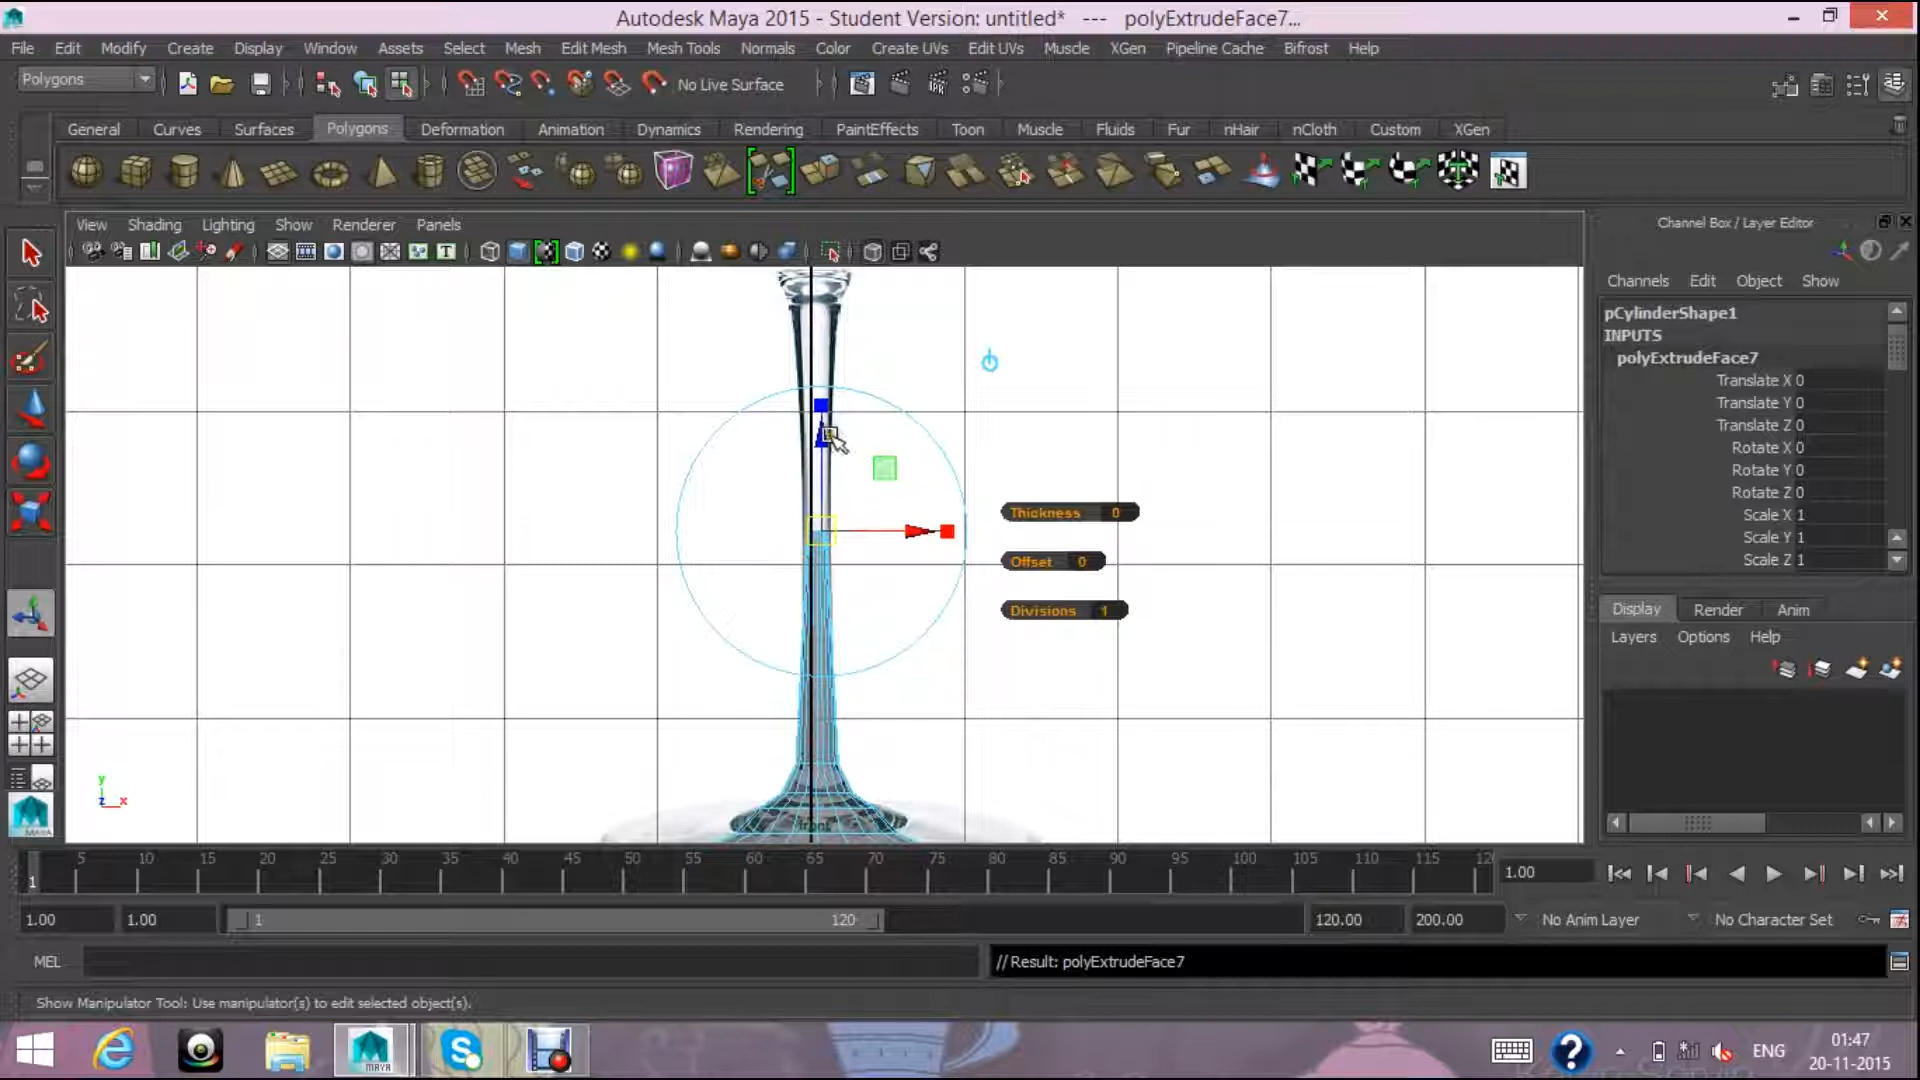 Autodesk Maya 2015 - Student Version: untitled* --- polyExtrudeFace7...
File Edit Modify Create Display Window Assets Select Mesh Edit Mesh Mesh Tools Normals Color Create UVs Edit UVs Muscle XGen Pipeline Cache Bifrost Help
Polygons No Live Surface IPR
General Curves Surfaces Polygons Deformation Animation Dynamics Rendering PaintEffects Toon Muscle Fluids Fur nHair nCloth Custom XGen
View Shading Lighting Show Renderer Panels
Channel Box / Layer Editor
Channels Edit Object Show
pCylinderShape1
INPUTS
polyExtrudeFace7
Translate X 0
Translate Y 0
Translate Z 0
Rotate X 0
Rotate Y 0
Rotate Z 0
Scale X 1
Scale Y 1
Scale Z 1
Thickness 0
Offset 0
Divisions 1
Display Render Anim
Layers Options Help
y
z x
front
MAYA
5 10 15 20 25 30 35 40 45 50 55 60 65 70 75 80 85 90 95 100 105 110 115 12
1 1.00
1.00 1.00 1 120 120.00 200.00 No Anim Layer No Character Set
MEL // Result: polyExtrudeFace7
Show Manipulator Tool: Use manipulator(s) to edit selected object(s).
MAYA
ENG
01:47
20-11-2015